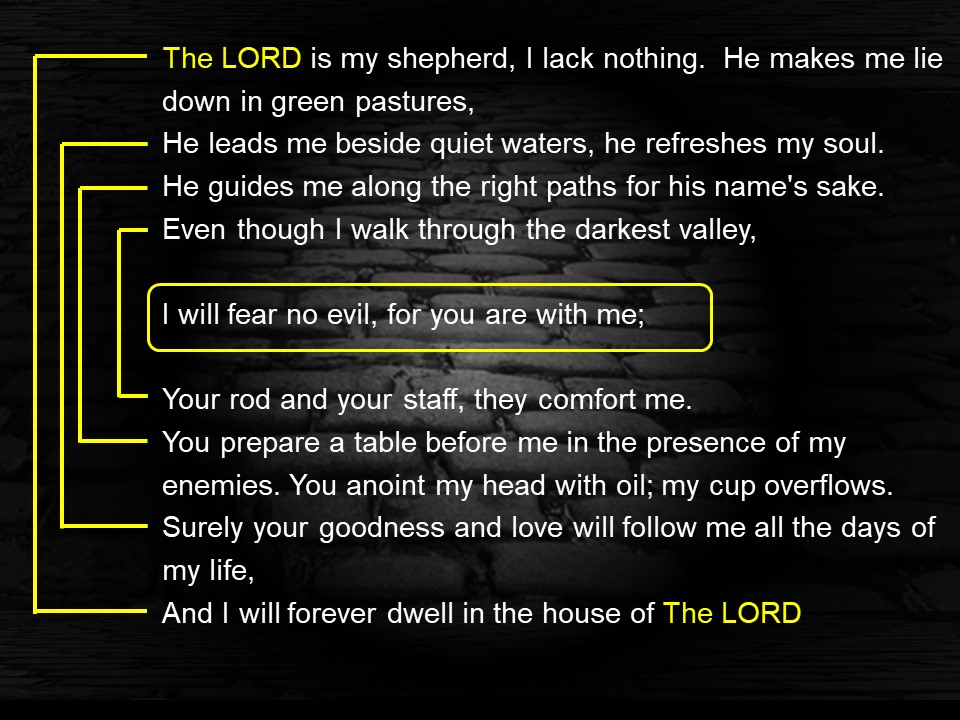 The LORD is my shepherd, I lack nothing.  He makes me lie
down in green pastures,
He leads me beside quiet waters, he refreshes my soul.
He guides me along the right paths for his name's sake.
Even though I walk through the darkest valley,
I will fear no evil, for you are with me;
Your rod and your staff, they comfort me.
You prepare a table before me in the presence of my
enemies. You anoint my head with oil; my cup overflows.
Surely your goodness and love will follow me all the days of
my life,
And I will forever dwell in the house of The LORD